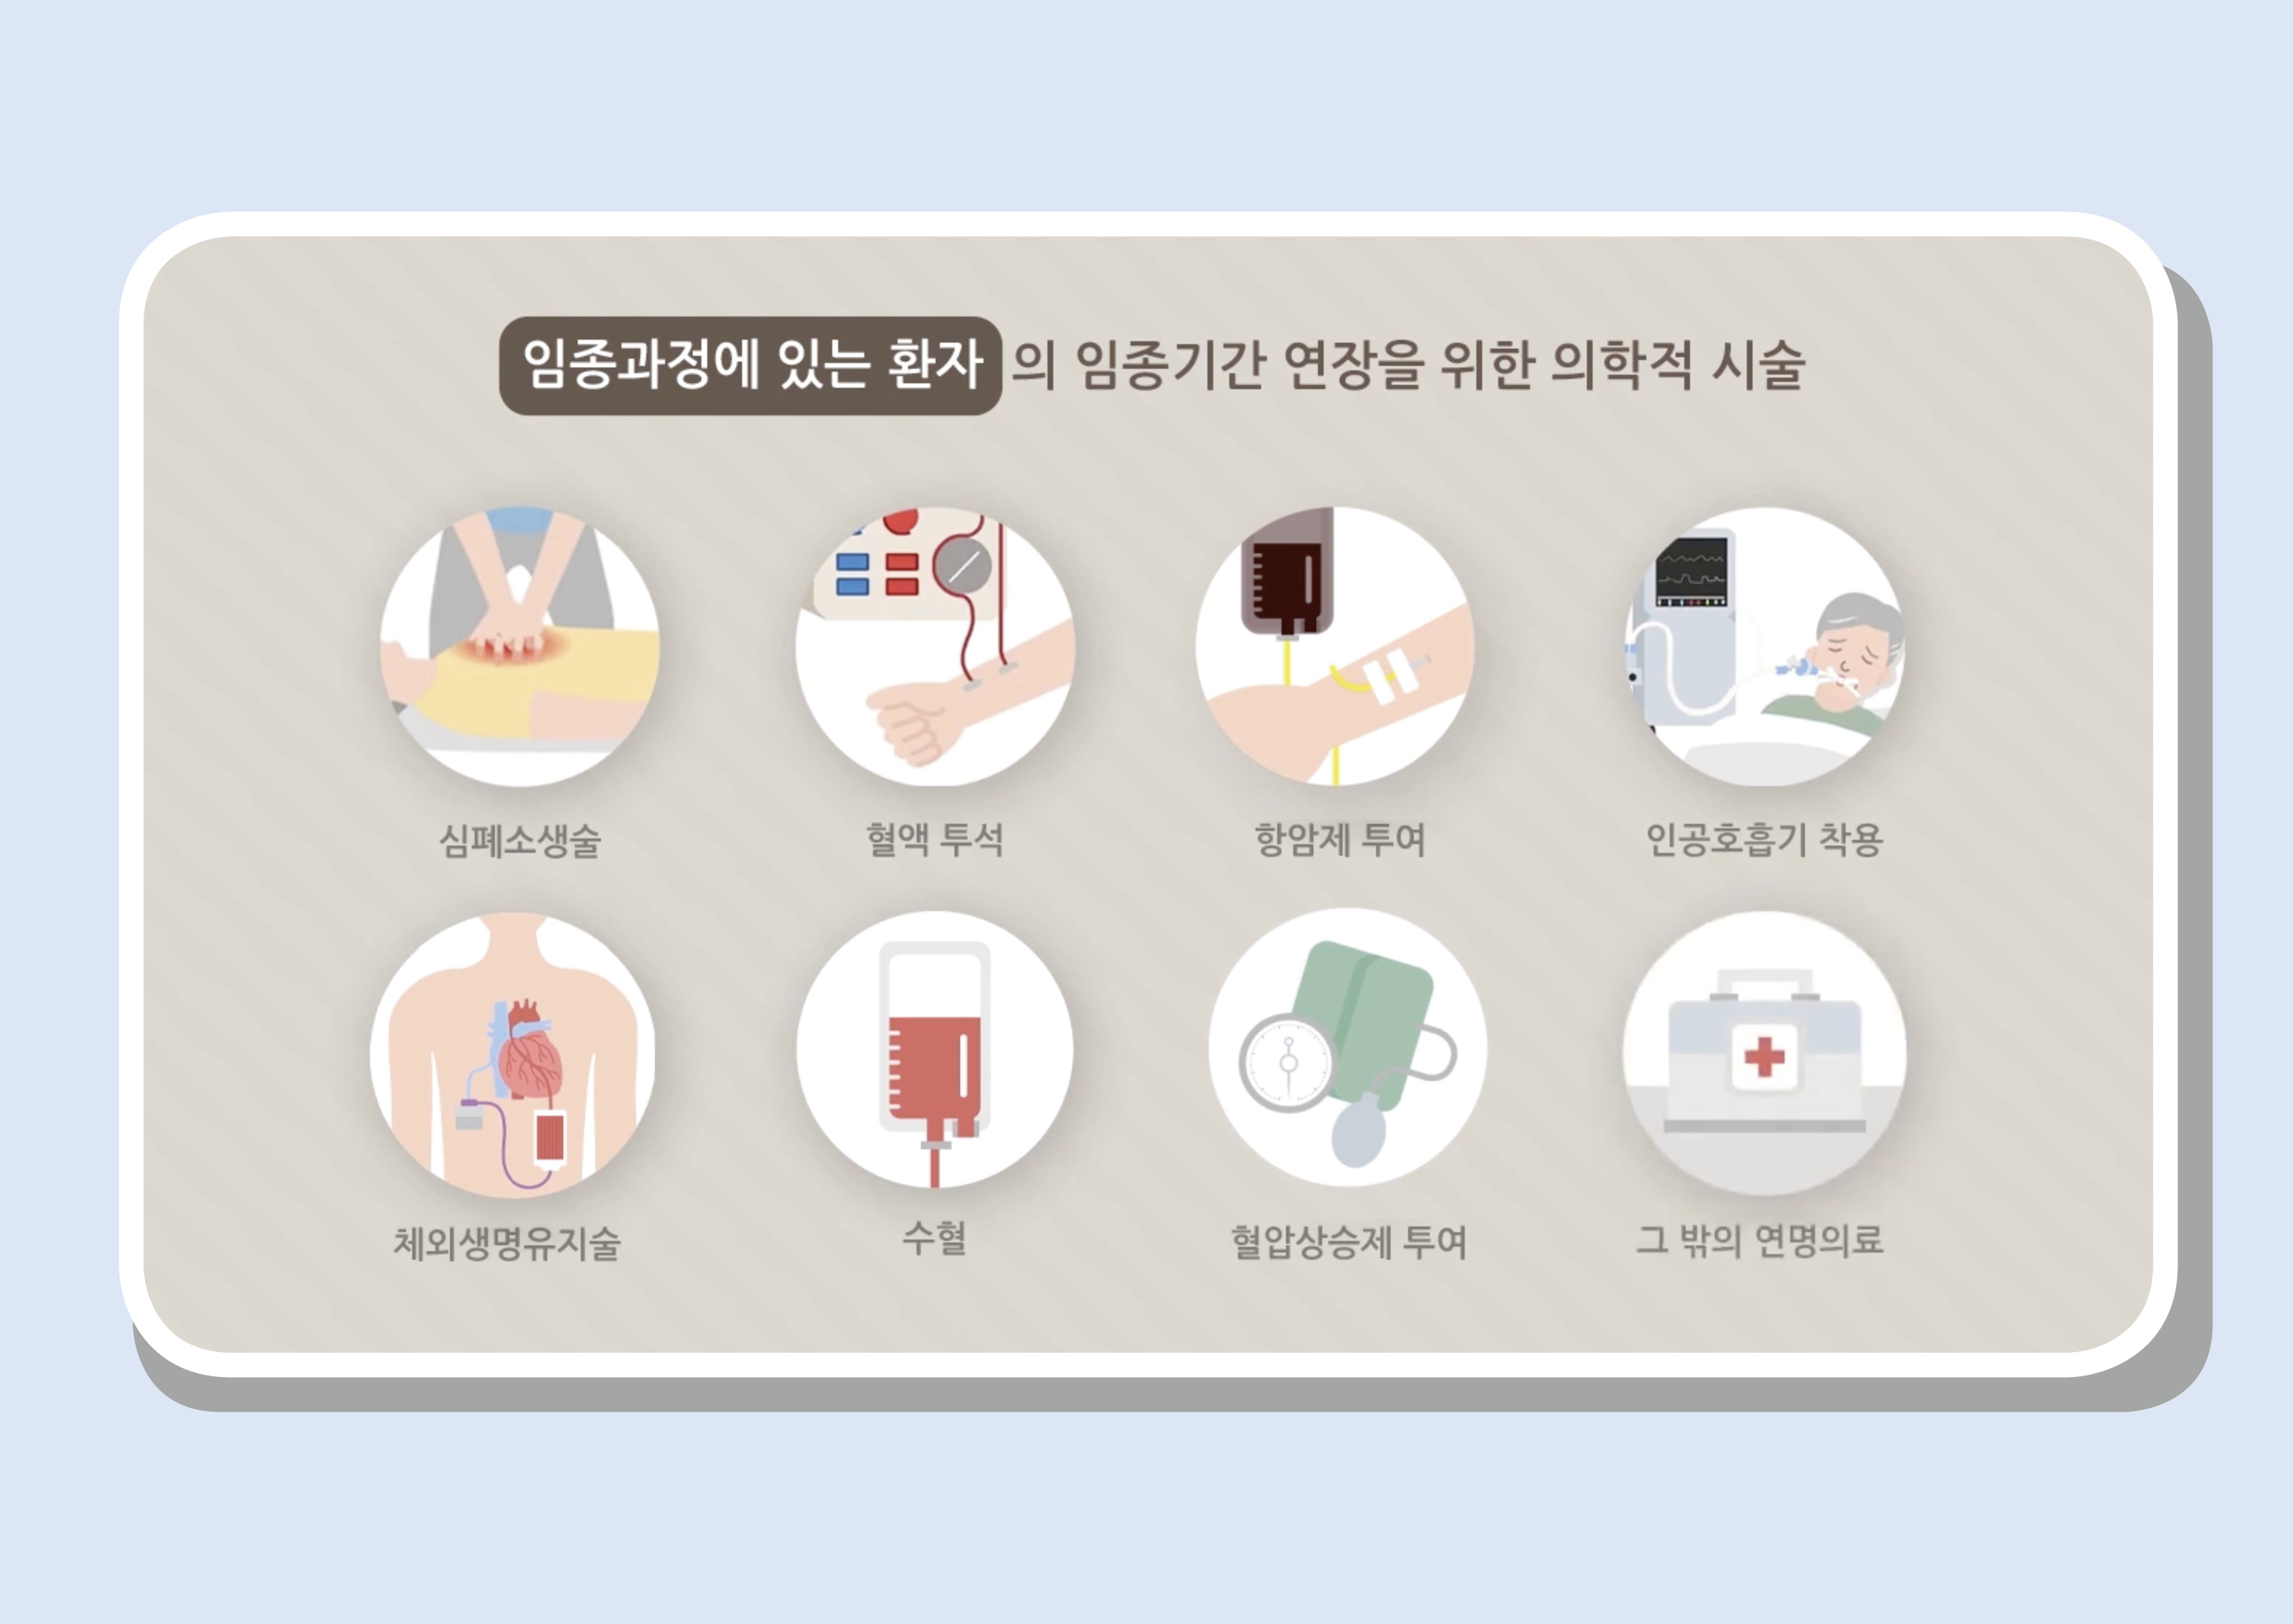 임종과정에 있는 환자 의 임종기간 연장을 위한 의학적 시술
심폐소생술
혈액 투석
항암제 투여
인공호흡기 착용
체외생명유지술
수혈
혈압상승제 투여
그 밖의 연명의료